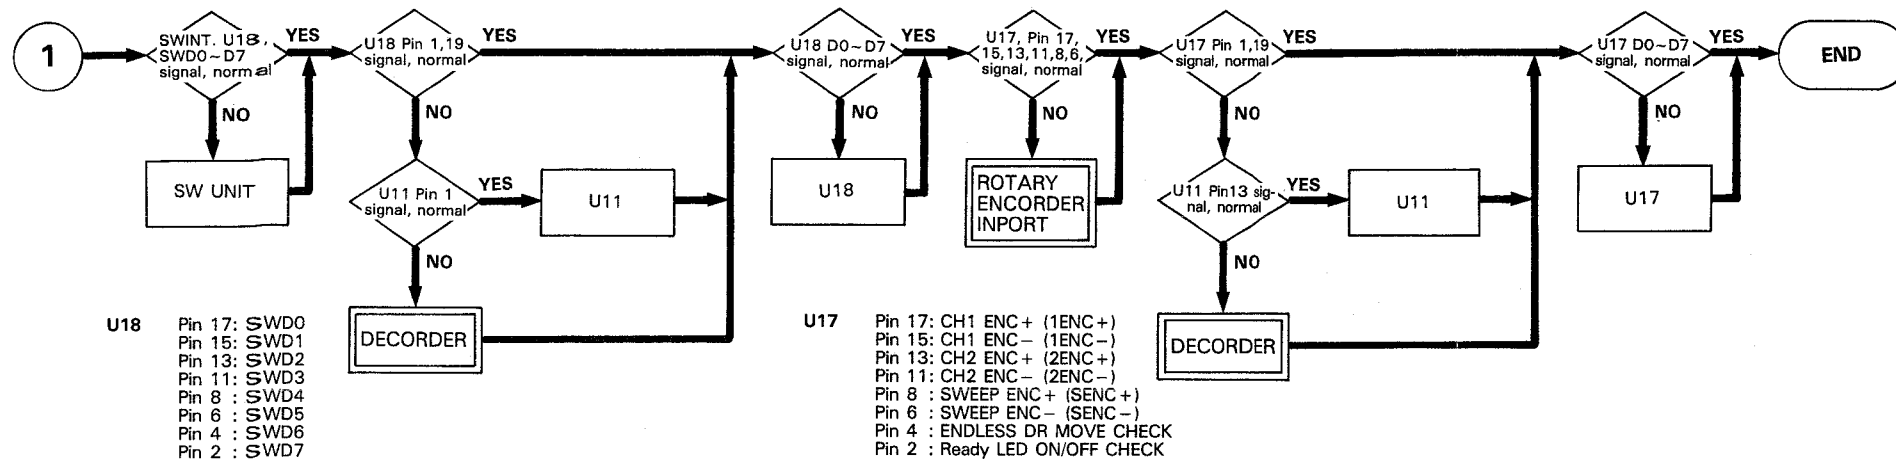 1
SWINT. U18,
SWD0~D7
signal, normal
YES
NO
SW UNIT
U18 Pin 1,19
signal, normal
YES
NO
U11 Pin 1
signal, normal
YES
U11
NO
DECORDER
U18 D0~D7
signal, normal
YES
NO
U18
U17, Pin 17,
15,13,11,8,6,
signal, normal
YES
NO
ROTARY
ENCORDER
INPORT
U17 Pin 1,19
signal, normal
YES
NO
U11 Pin13 sig-
nal, normal
YES
U11
NO
DECORDER
U17 D0~D7
signal, normal
YES
NO
U17
END
U18 Pin 17: SWD0
Pin 15: SWD1
Pin 13: SWD2
Pin 11: SWD3
Pin 8 : SWD4
Pin 6 : SWD5
Pin 4 : SWD6
Pin 2 : SWD7
U17 Pin 17: CH1 ENC+ (1ENC+)
Pin 15: CH1 ENC− (1ENC−)
Pin 13: CH2 ENC+ (2ENC+)
Pin 11: CH2 ENC− (2ENC−)
Pin 8 : SWEEP ENC+ (SENC+)
Pin 6 : SWEEP ENC− (SENC−)
Pin 4 : ENDLESS DR MOVE CHECK
Pin 2 : Ready LED ON/OFF CHECK